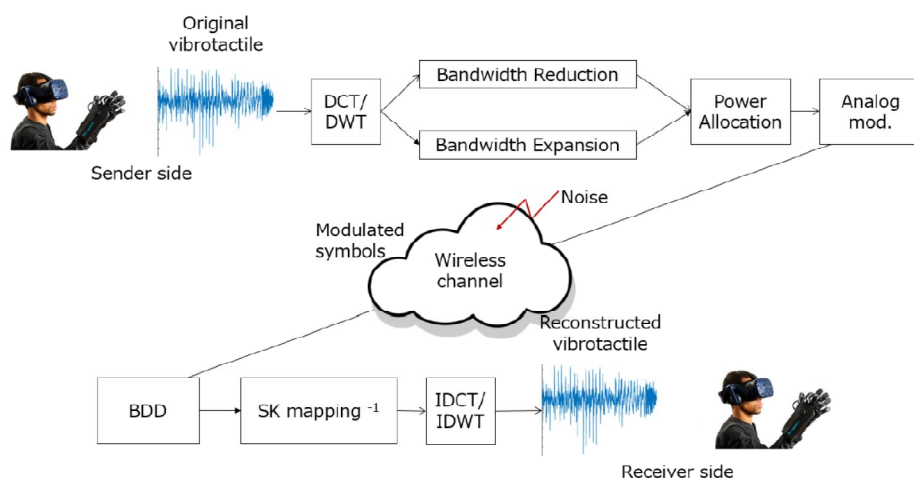 Original
vibrotactile
Sender side
DCT/
DWT
Bandwidth Reduction
Bandwidth Expansion
Power
Allocation
Analog
mod.
Noise
Modulated
symbols
Wireless
channel
Reconstructed
vibrotactile
BDD
SK mapping -1
IDCT/
IDWT
Receiver side